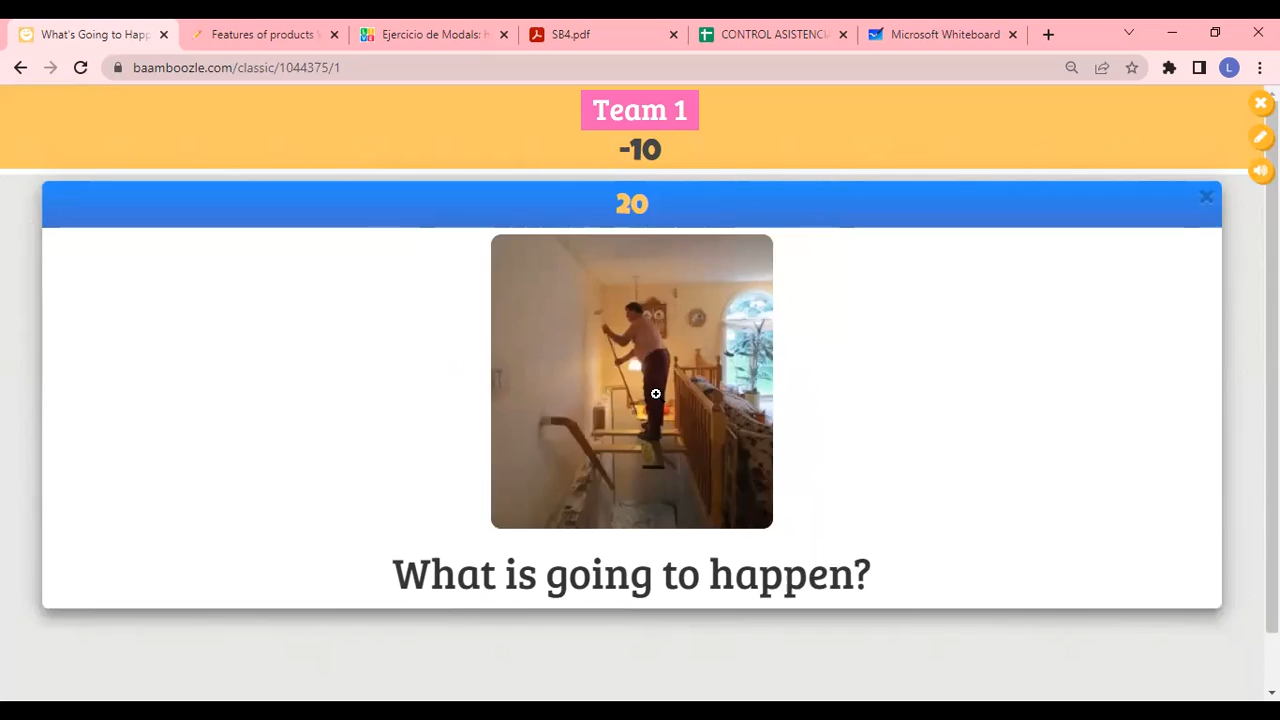 What's Going to Happ
Features of products
Ejercicio de Modals: h
SB4.pdf
CONTROL ASISTENCIA
Microsoft Whiteboard
baamboozle.com/classic/1044375/1
L
Team 1
-10
20
What is going to happen?